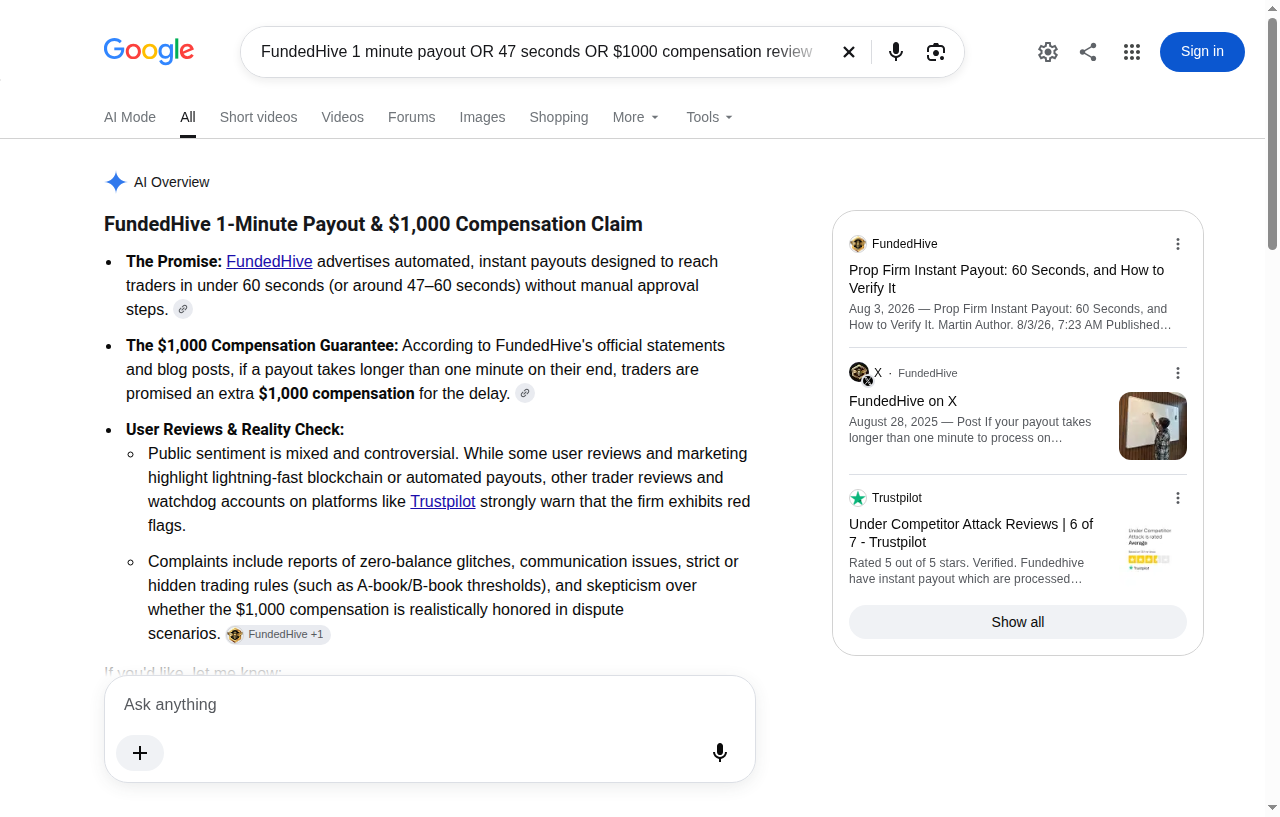 Google
FundedHive 1 minute payout OR 47 seconds OR $1000 compensation review
Sign in
AI Mode
All
Short videos
Videos
Forums
Images
Shopping
More
Tools
AI Overview
FundedHive 1-Minute Payout & $1,000 Compensation Claim
The Promise: FundedHive advertises automated, instant payouts designed to reach
traders in under 60 seconds (or around 47–60 seconds) without manual approval
steps.
The $1,000 Compensation Guarantee: According to FundedHive's official statements
and blog posts, if a payout takes longer than one minute on their end, traders are
promised an extra $1,000 compensation for the delay.
User Reviews & Reality Check:
Public sentiment is mixed and controversial. While some user reviews and marketing
highlight lightning-fast blockchain or automated payouts, other trader reviews and
watchdog accounts on platforms like Trustpilot strongly warn that the firm exhibits red
flags.
Complaints include reports of zero-balance glitches, communication issues, strict or
hidden trading rules (such as A-book/B-book thresholds), and skepticism over
whether the $1,000 compensation is realistically honored in dispute
scenarios. FundedHive +1
If you'd like, let me know:
Ask anything
FundedHive
Prop Firm Instant Payout: 60 Seconds, and How to
Verify It
Aug 3, 2026 — Prop Firm Instant Payout: 60 Seconds, and
How to Verify It. Martin Author. 8/3/26, 7:23 AM Published…
X · FundedHive
FundedHive on X
August 28, 2025 — Post If your payout takes
longer than one minute to process on…
Trustpilot
Under Competitor Attack Reviews | 6 of
7 - Trustpilot
Rated 5 out of 5 stars. Verified. Fundedhive
have instant payout which are processed…
Under Competitor
Attack is rated
Average
Trustpilot
Show all